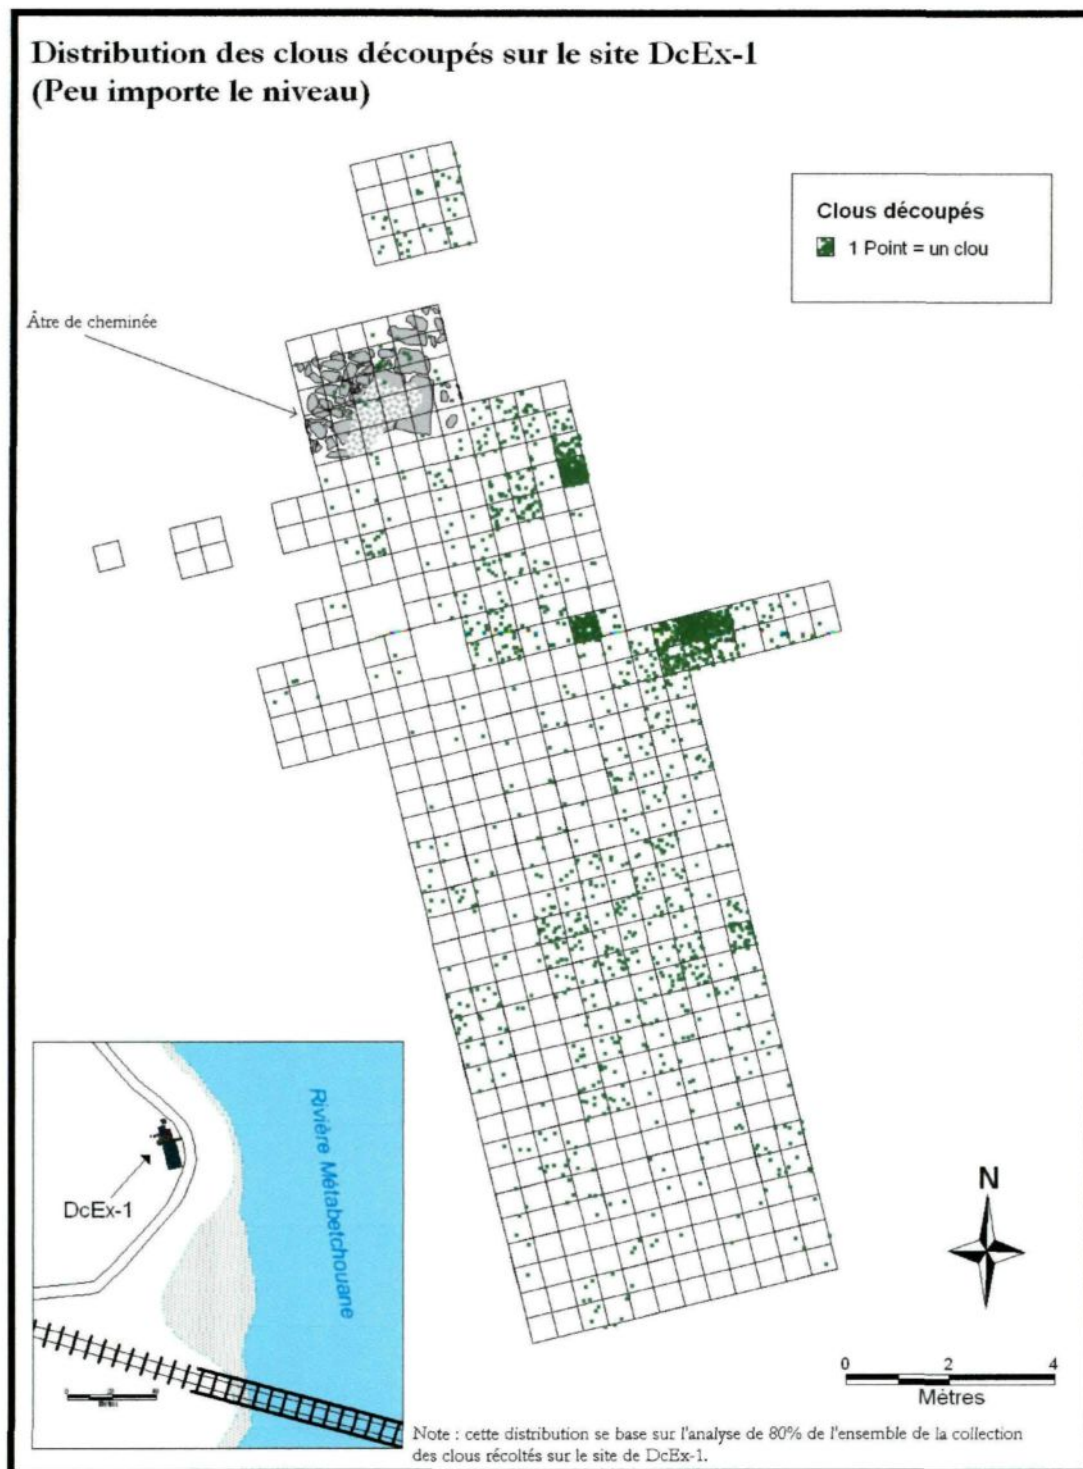 Distribution des clous découpés sur le site DcEx-1
(Peu importe le niveau)
Clous découpés
1 Point = un clou
Âtre de cheminée
Rivière Métabetchouane
DcEx-1
N
0 2 4
Mètres
Note : cette distribution se base sur l'analyse de 80% de l'ensemble de la collection
des clous récoltés sur le site de DcEx-1.